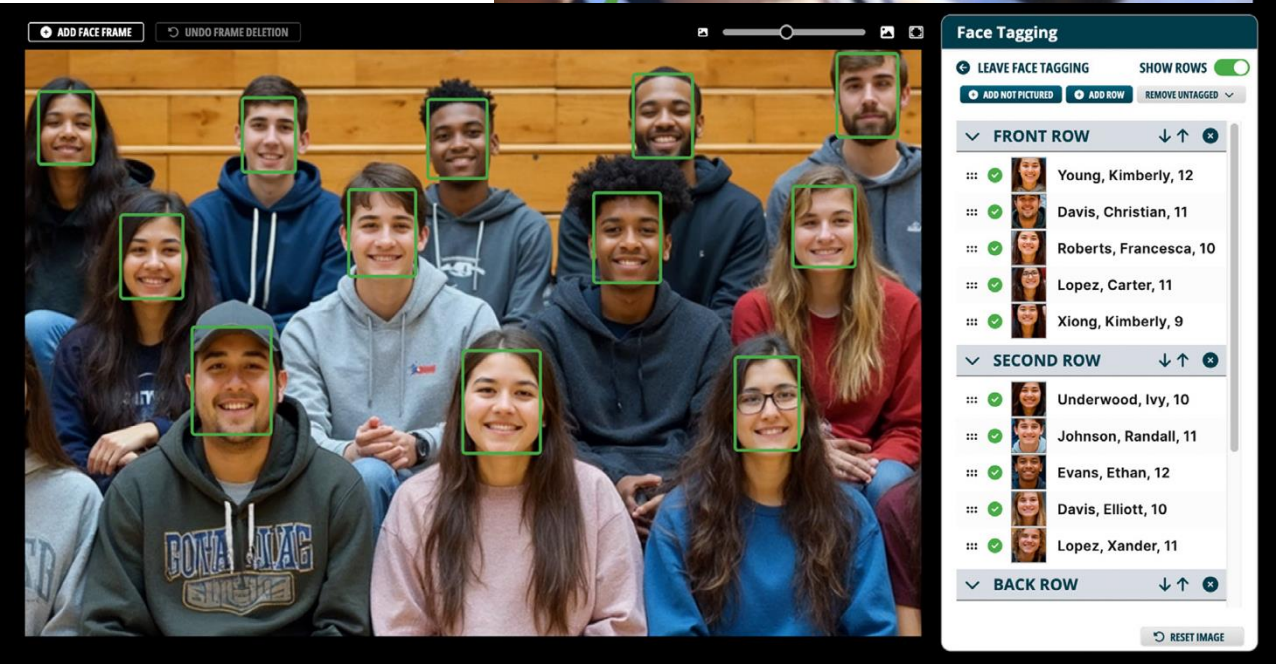 ADD FACE FRAME
UNDO FRAME DELETION
Face Tagging
LEAVE FACE TAGGING
SHOW ROWS
ADD NOT PICTURED
ADD ROW
REMOVE UNTAGGED
FRONT ROW
Young, Kimberly, 12
Davis, Christian, 11
Roberts, Francesca, 10
Lopez, Carter, 11
Xiong, Kimberly, 9
SECOND ROW
Underwood, Ivy, 10
Johnson, Randall, 11
Evans, Ethan, 12
Davis, Elliott, 10
Lopez, Xander, 11
BACK ROW
RESET IMAGE